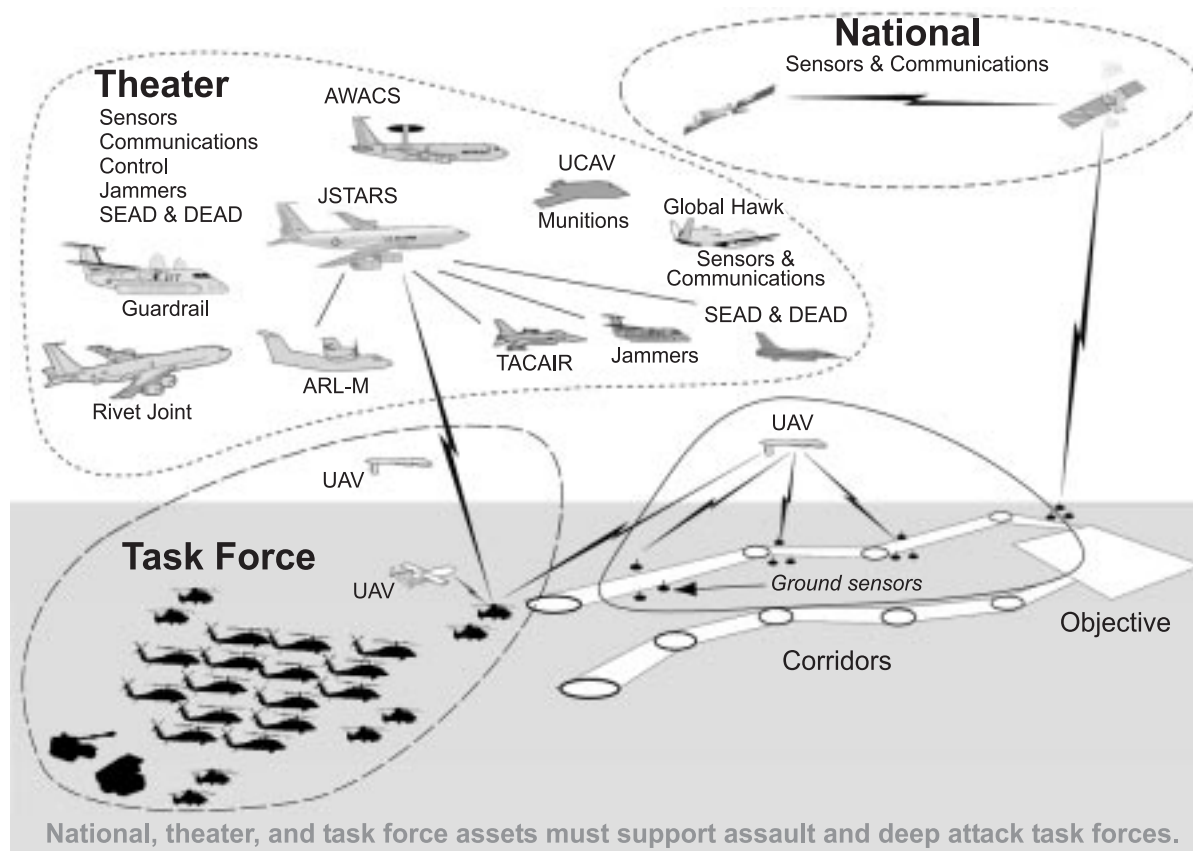 National
Sensors & Communications
Theater
Sensors
Communications
Control
Jammers
SEAD & DEAD
AWACS
UCAV
Munitions
JSTARS
Global Hawk
Sensors &
Communications
Guardrail
SEAD & DEAD
Jammers
TACAIR
ARL-M
Rivet Joint
UAV
UAV
Task Force
UAV
Ground sensors
Objective
Corridors
National, theater, and task force assets must support assault and deep attack task forces.